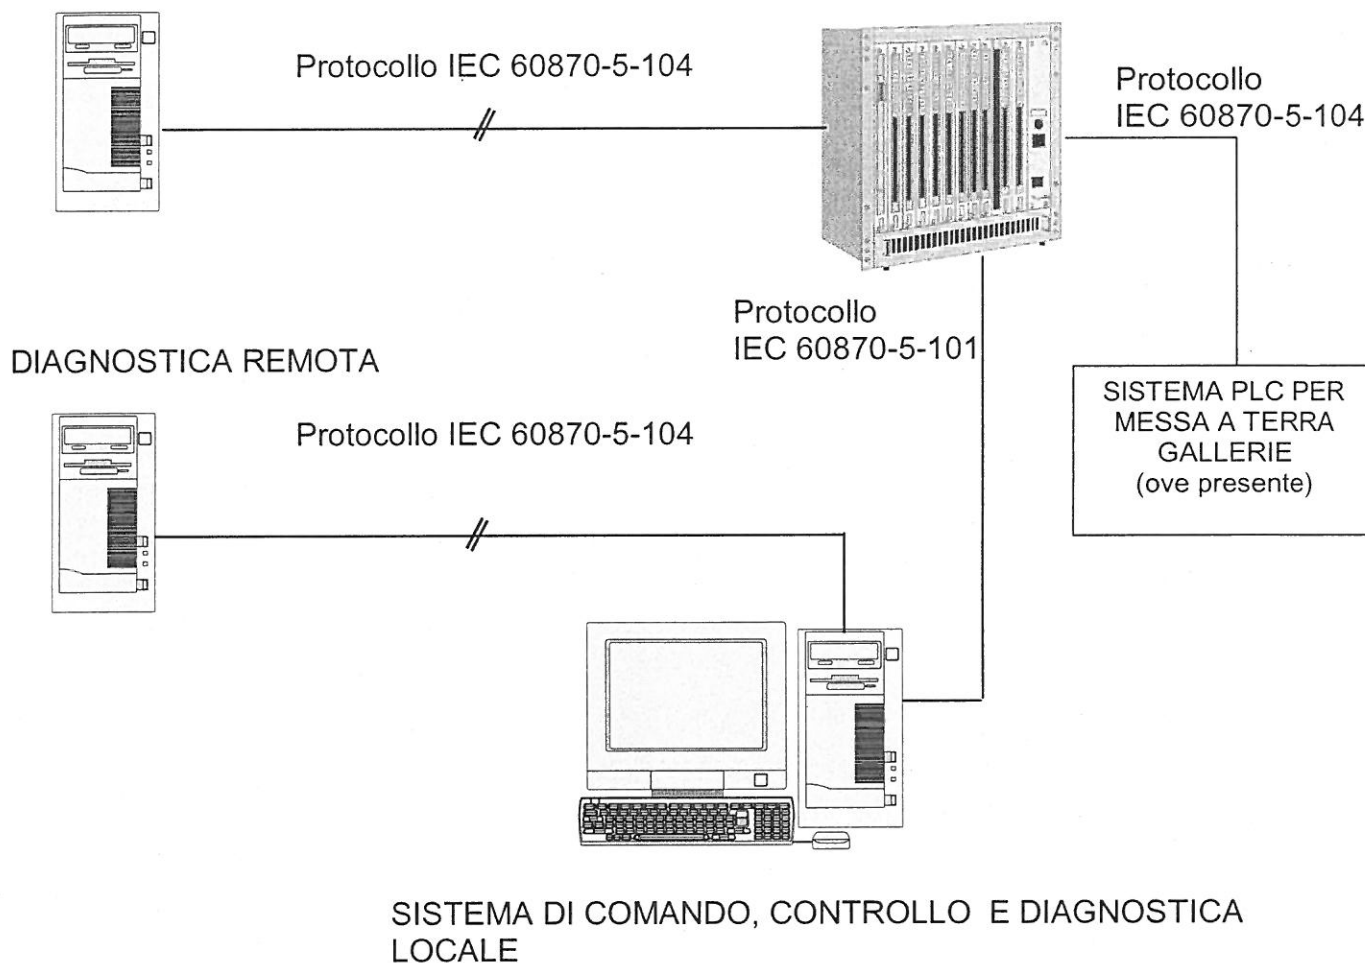 Protocollo IEC 60870-5-104
Protocollo
IEC 60870-5-104
Protocollo
IEC 60870-5-101
DIAGNOSTICA REMOTA
SISTEMA PLC PER
MESSA A TERRA
GALLERIE
(ove presente)
Protocollo IEC 60870-5-104
SISTEMA DI COMANDO, CONTROLLO E DIAGNOSTICA
LOCALE